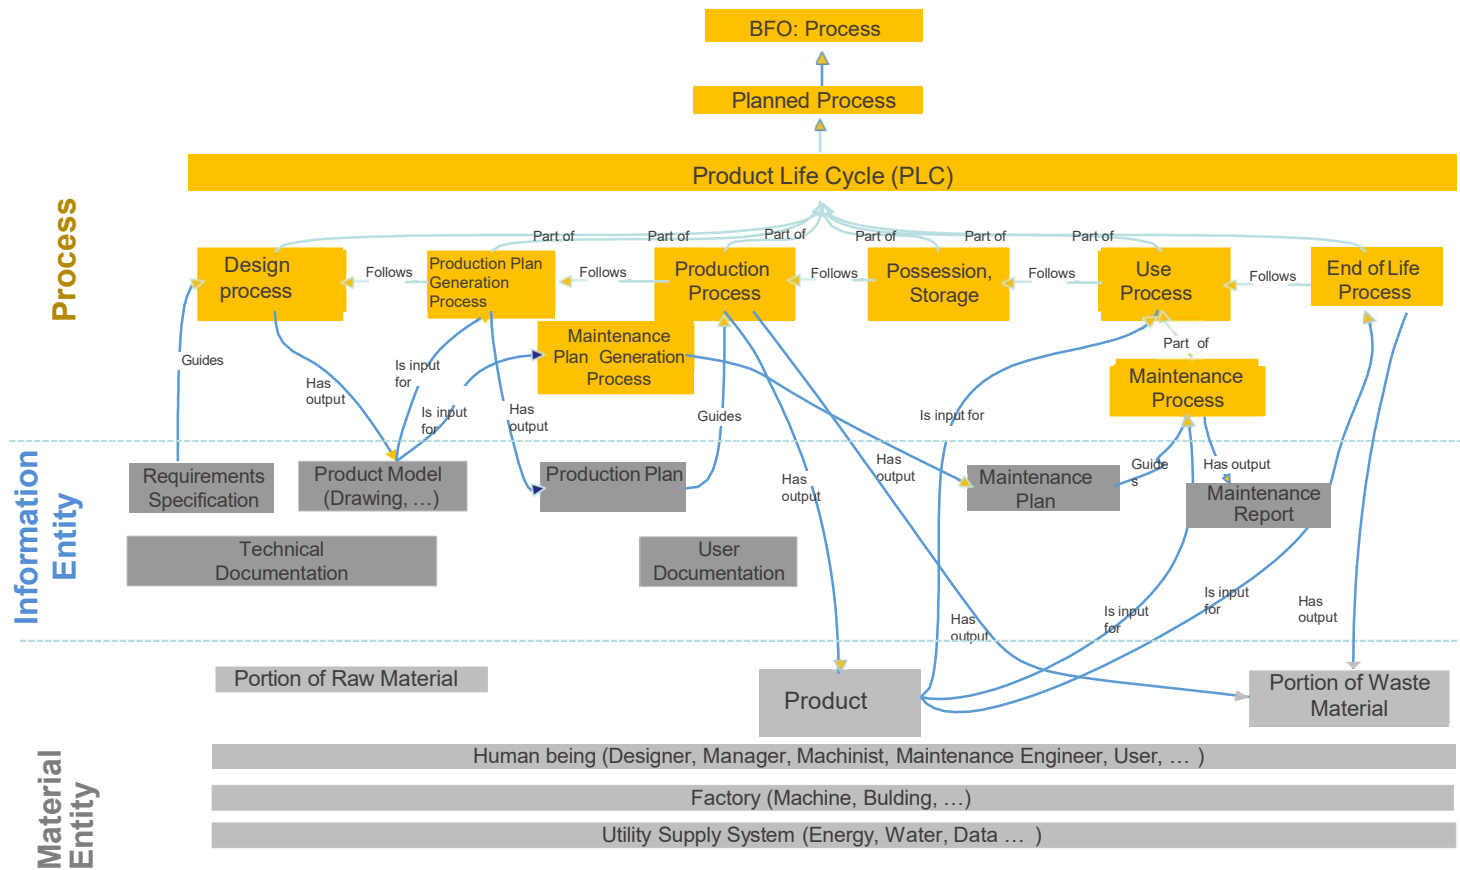 BFO: Process
Planned Process
Product Life Cycle (PLC)
Process
Part of
Part of
Part of
Part of
Part of
Part of
Design
process
Follows
Production Plan
Generation
Process
Follows
Production
Process
Follows
Possession,
Storage
Follows
Use
Process
Follows
End of Life
Process
Maintenance
Plan Generation
Process
Part of
Maintenance
Process
Guides
Has
output
Is input
for
Is input
for
Has
output
Guides
Is input for
Information
Entity
Requirements
Specification
Product Model
(Drawing, …)
Production Plan
Has
output
Has
output
Maintenance
Plan
Guide
s
Has output
Maintenance
Report
Technical
Documentation
User
Documentation
Has
output
Is input
for
Is input
for
Has
output
Material
Entity
Portion of Raw Material
Product
Portion of Waste
Material
Human being (Designer, Manager, Machinist, Maintenance Engineer, User, … )
Factory (Machine, Bulding, …)
Utility Supply System (Energy, Water, Data … )